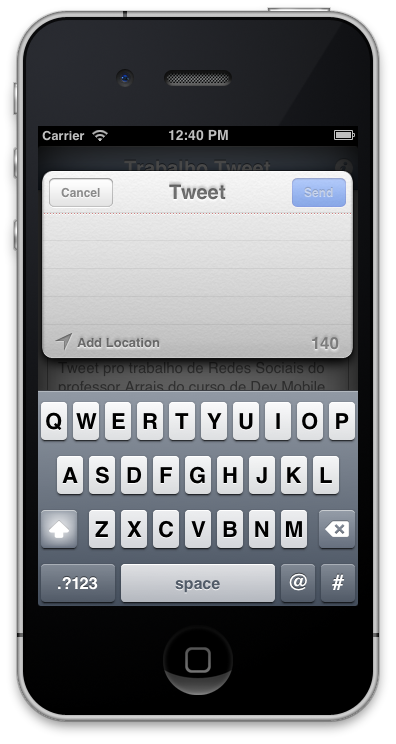 Carrier 12:40 PM
Trabalho Tweet
Cancel Tweet Send
Add Location 140
Tweet pro trabalho de Redes Sociais do
professor Arrais do curso de Dev Mobile
Q W E R T Y U I O P
A S D F G H J K L
Z X C V B N M
.?123 space @ #